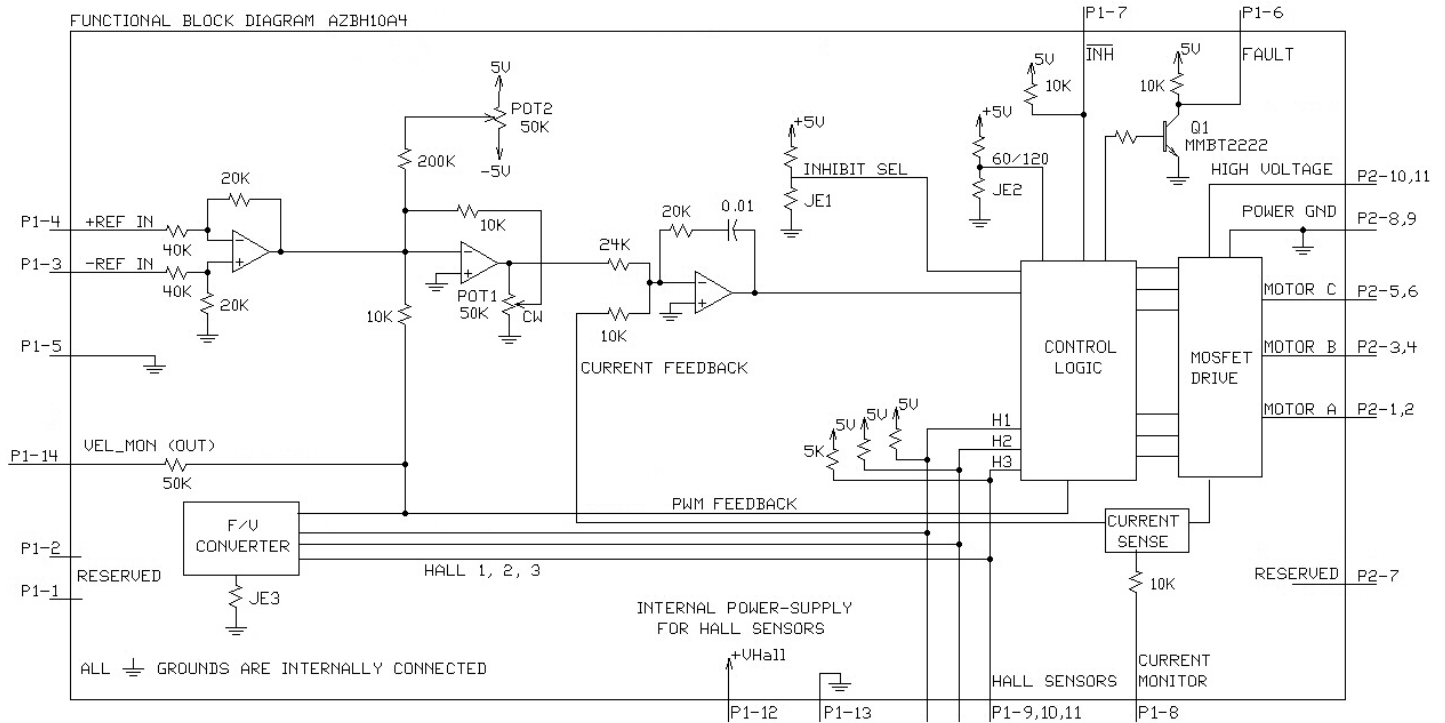 FUNCTIONAL BLOCK DIAGRAM AZBH10A4
P1-7
P1-6
INH
FAULT
5V
10K
5V
10K
5V
POT2
50K
-5V
200K
+5V
+5V
Q1
MMBT2222
60/120
INHIBIT SEL
JE1
JE2
HIGH VOLTAGE
P2-10,11
POWER GND
P2-8,9
20K
P1-4
+REF IN
40K
P1-3
-REF IN
40K
20K
10K
POT1
50K
CW
24K
20K
0.01
10K
10K
CURRENT FEEDBACK
P1-5
CONTROL
LOGIC
MOSFET
DRIVE
MOTOR C
P2-5,6
MOTOR B
P2-3,4
MOTOR A
P2-1,2
5V
5V
5V
5K
H1
H2
H3
VEL_MON (OUT)
P1-14
50K
PWM FEEDBACK
F/V
CONVERTER
CURRENT
SENSE
P1-2
RESERVED
P1-1
JE3
HALL 1, 2, 3
10K
RESERVED
P2-7
INTERNAL POWER-SUPPLY
FOR HALL SENSORS
+VHall
ALL GROUNDS ARE INTERNALLY CONNECTED
HALL SENSORS
CURRENT
MONITOR
P1-12
P1-13
P1-9,10,11
P1-8